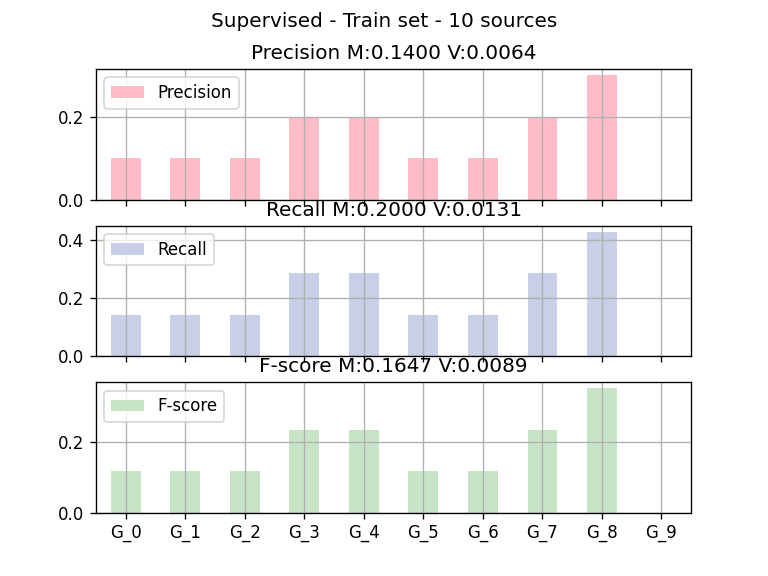 Supervised - Train set - 10 sources
Precision M:0.1400 V:0.0064
Precision
0.2
0.0
Recall M:0.2000 V:0.0131
Recall
0.4
0.2
0.0
F-score M:0.1647 V:0.0089
F-score
0.2
0.0
G_0 G_1 G_2 G_3 G_4 G_5 G_6 G_7 G_8 G_9